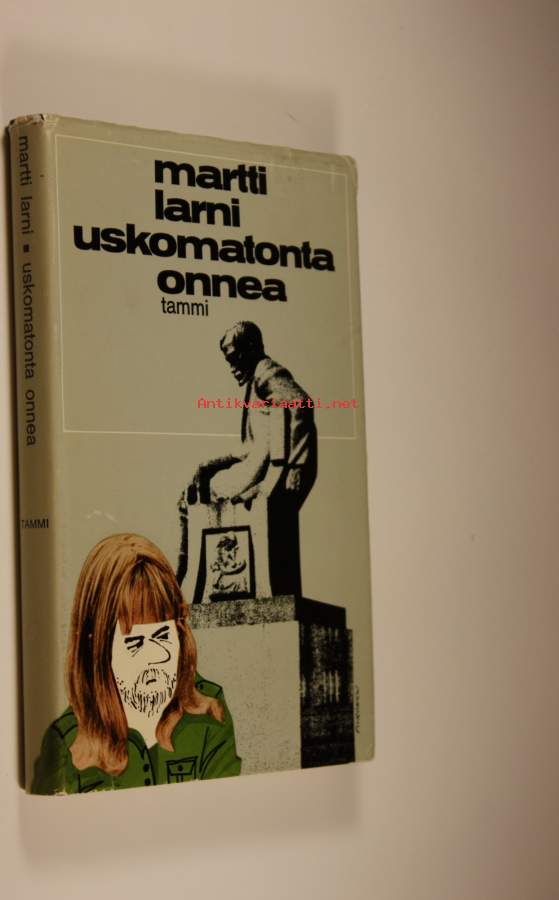 martti
larni
uskomatonta
onnea
tammi
martti larni ▪ uskomatonta onnea
TAMMI
Antikvariaatti.net